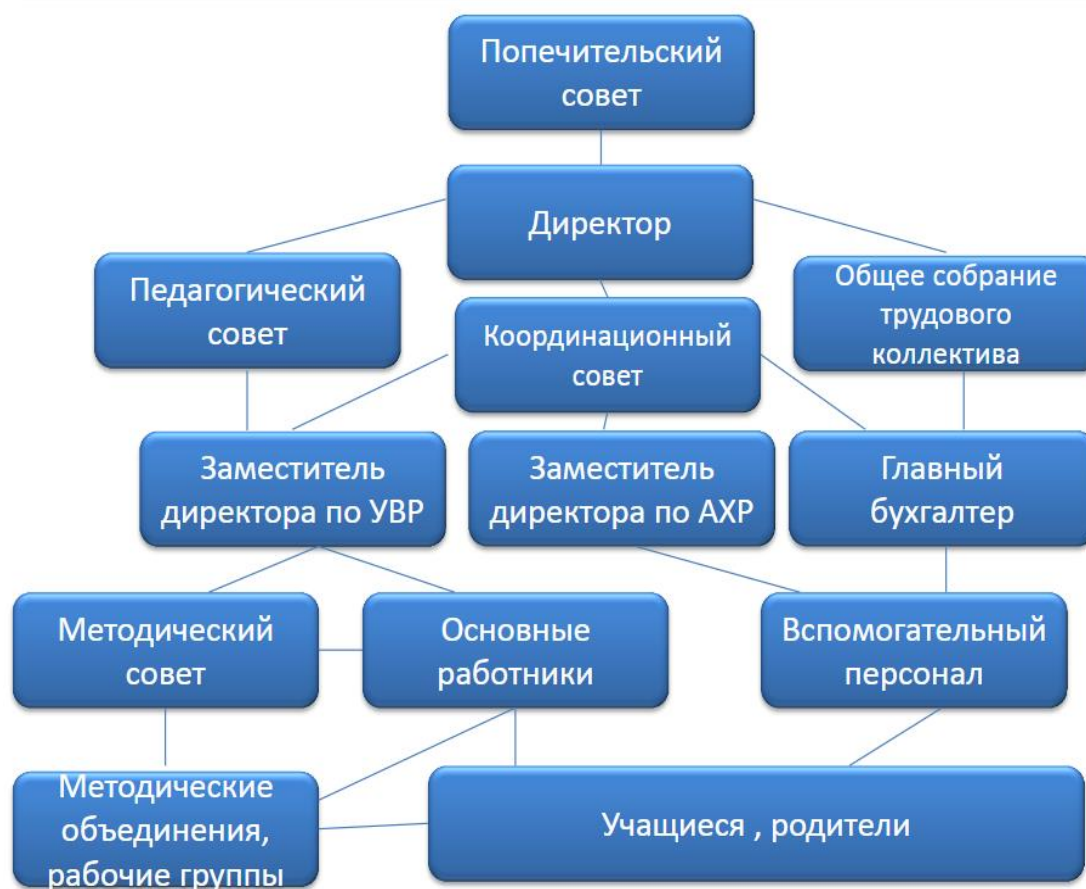 Попечительский
совет
Директор
Педагогический
совет
Общее собрание
трудового
коллектива
Координационный
совет
Заместитель
директора по УВР
Заместитель
директора по АХР
Главный
бухгалтер
Методический
совет
Основные
работники
Вспомогательный
персонал
Методические
объединения,
рабочие группы
Учащиеся , родители